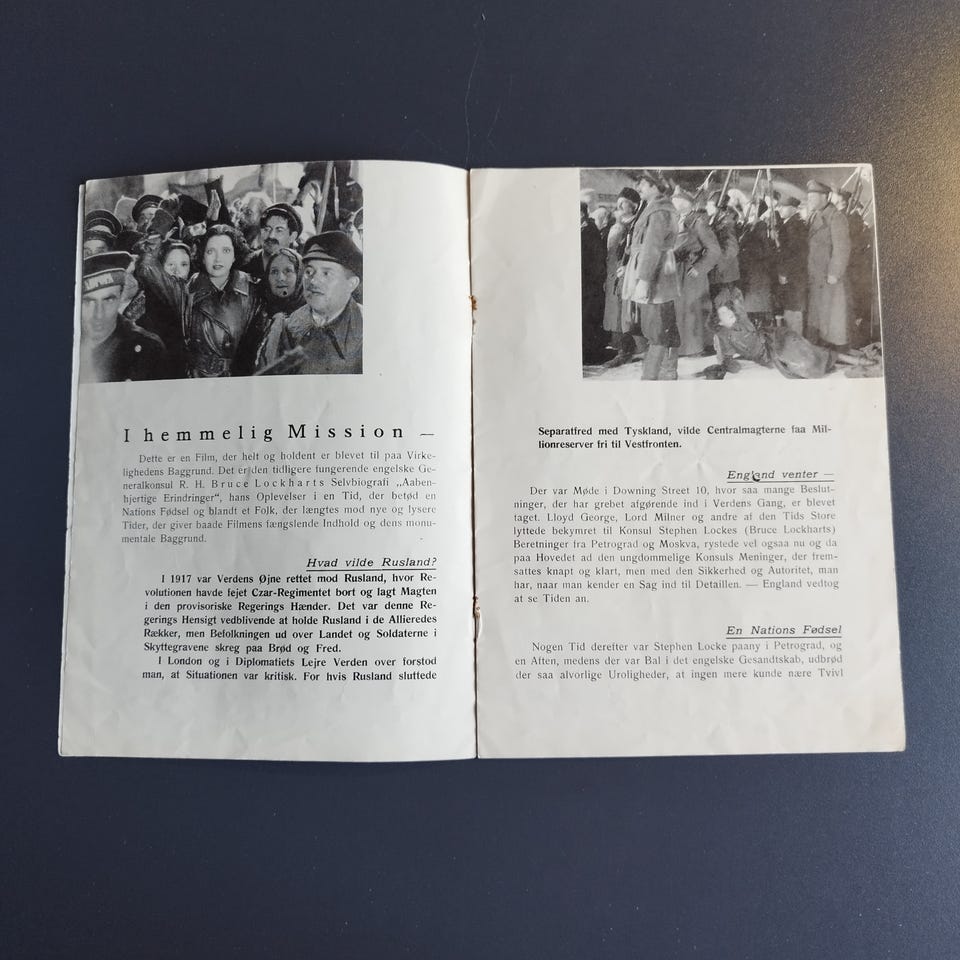 I hemmelig Mission —
Dette er en Film, der helt og holdent er blevet til paa Virke-
lighedens Baggrund. Det er den tidligere fungerende engelske Ge-
neralkonsul R. H. Bruce Lockharts Selvbiografi „Aaben-
hjertige Erindringer", hans Oplevelser i en Tid, der betød en
Nations Fødsel og blandt et Folk, der længtes mod nye og lysere
Tider, der giver baade Filmens fængslende Indhold og dens monu-
mentale Baggrund.
Hvad vilde Rusland?
I 1917 var Verdens Øjne rettet mod Rusland, hvor Re-
volutionen havde fejet Czar-Regimentet bort og lagt Magten
i den provisoriske Regerings Hænder. Det var denne Re-
gerings Hensigt vedblivende at holde Rusland i de Allieredes
Rækker, men Befolkningen ud over Landet og Soldaterne i
Skyttegravene skreg paa Brød og Fred.
I London og i Diplomatiets Lejre Verden over forstod
man, at Situationen var kritisk. For hvis Rusland sluttede
Separatfred med Tyskland, vilde Centralmagterne faa Mil-
lionreserver fri til Vestfronten.
England venter —
Der var Møde i Downing Street 10, hvor saa mange Beslut-
ninger, der har grebet afgørende ind i Verdens Gang, er blevet
taget. Lloyd George, Lord Milner og andre af den Tids Store
lyttede bekymret til Konsul Stephen Lockes (Bruce Lockharts)
Beretninger fra Petrograd og Moskva, rystede vel ogsaa nu og da
paa Hovedet ad den ungdommelige Konsuls Meninger, der frem-
sattes knapt og klart, men med den Sikkerhed og Autoritet, man
har, naar man kender en Sag ind til Detaillen. — England vedtog
at se Tiden an.
En Nations Fødsel
Nogen Tid derefter var Stephen Locke paany i Petrograd, og
en Aften, medens der var Bal i det engelske Gesandtskab, udbrød
der saa alvorlige Uroligheder, at ingen mere kunde nære Tvivl